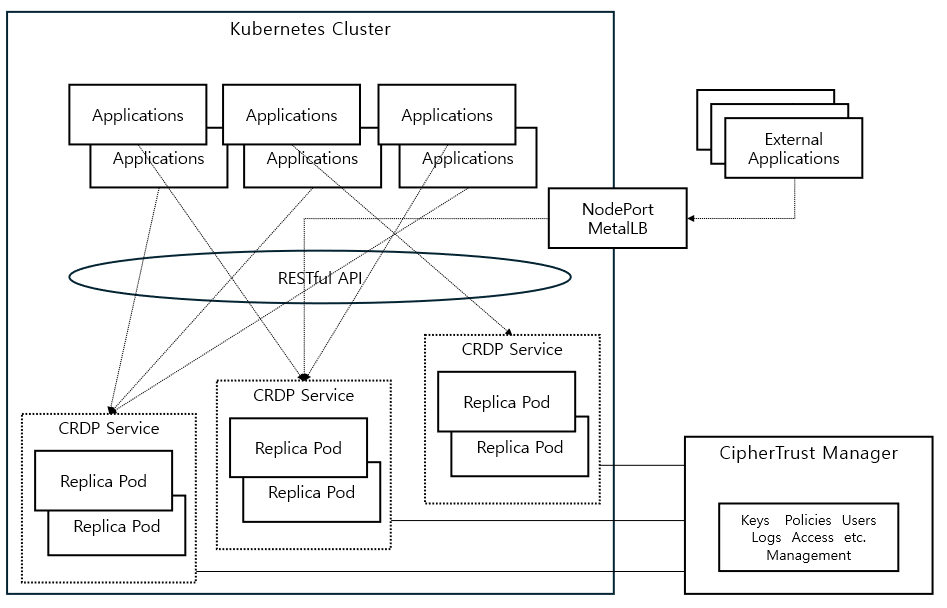 Kubernetes Cluster
Applications
Applications
Applications
Applications
Applications
Applications
External
Applications
NodePort
MetalLB
RESTful API
CRDP Service
Replica Pod
Replica Pod
CRDP Service
Replica Pod
Replica Pod
CRDP Service
Replica Pod
Replica Pod
CipherTrust Manager
Keys Policies Users
Logs Access etc.
Management